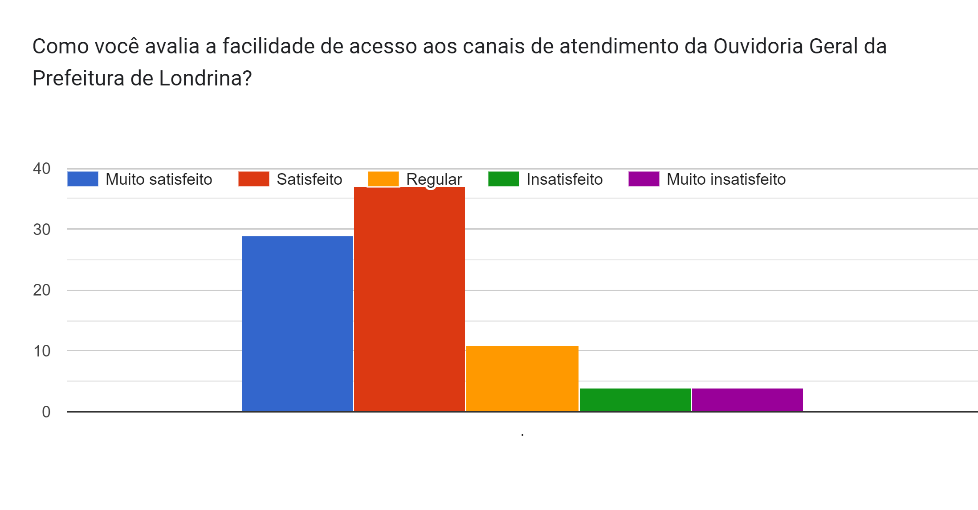 Como você avalia a facilidade de acesso aos canais de atendimento da Ouvidoria Geral da
Prefeitura de Londrina?
40
Muito satisfeito Satisfeito Regular Insatisfeito Muito insatisfeito
30
20
10
0
.